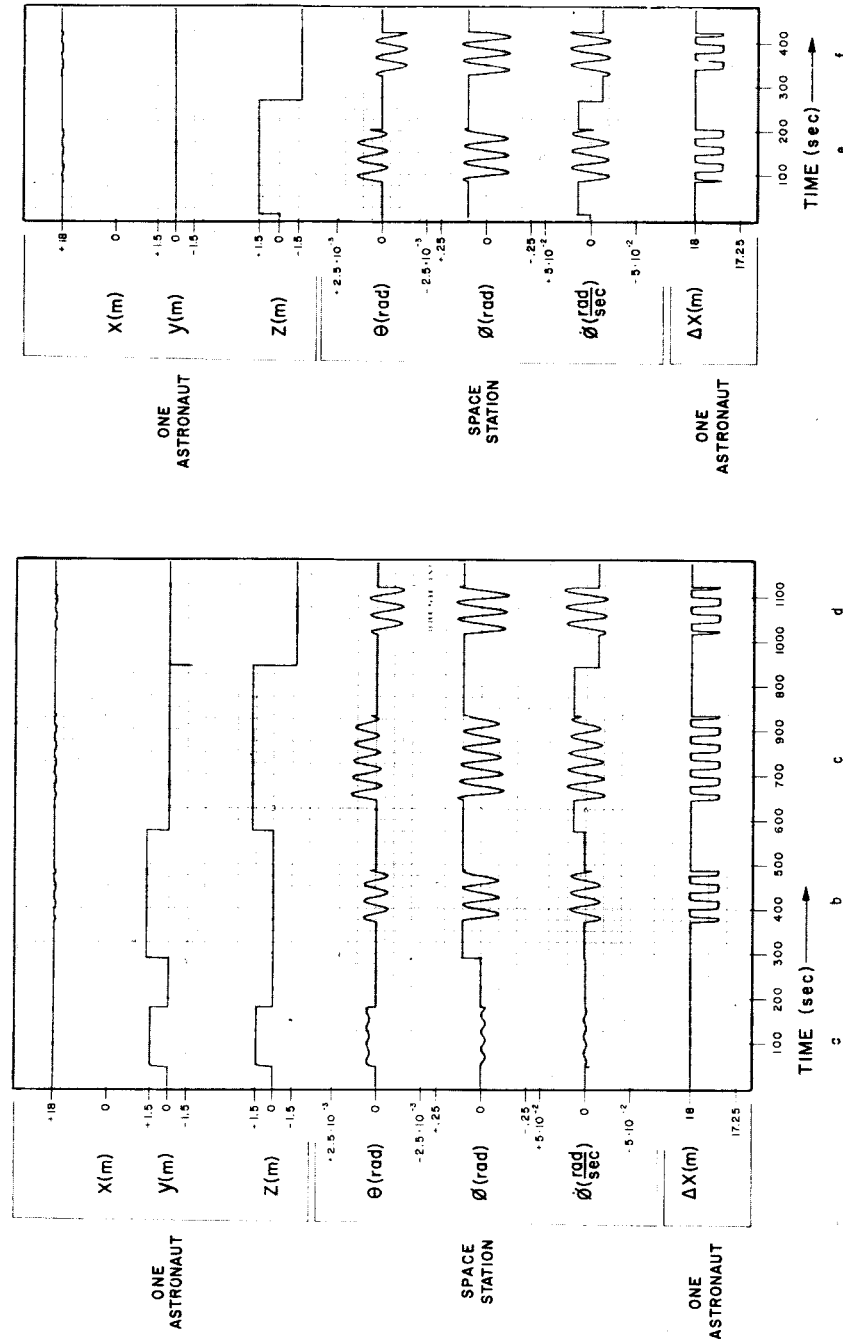 ONE
ASTRONAUT
X(m)
+18
0
y(m)
+1.5
0
-1.5
Z(m)
+1.5
0
-1.5
SPACE
STATION
θ(rad)
+2.5·10⁻³
0
-2.5·10⁻³
Ø(rad)
+.25
0
-.25
Ø̇(rad/sec)
+5·10⁻²
0
-5·10⁻²
ONE
ASTRONAUT
ΔX(m)
18
17.25
100 200 300 400 500 600 700 900 800 1000 1100
TIME (sec)
a b c d
ONE
ASTRONAUT
X(m)
+18
0
y(m)
+1.5
0
-1.5
Z(m)
+1.5
0
-1.5
SPACE
STATION
θ(rad)
+2.5·10⁻³
0
-2.5·10⁻³
Ø(rad)
+.25
0
-.25
Ø̇(rad/sec)
+5·10⁻²
0
-5·10⁻²
ONE
ASTRONAUT
ΔX(m)
18
17.25
100 200 300 400
TIME (sec)
e f